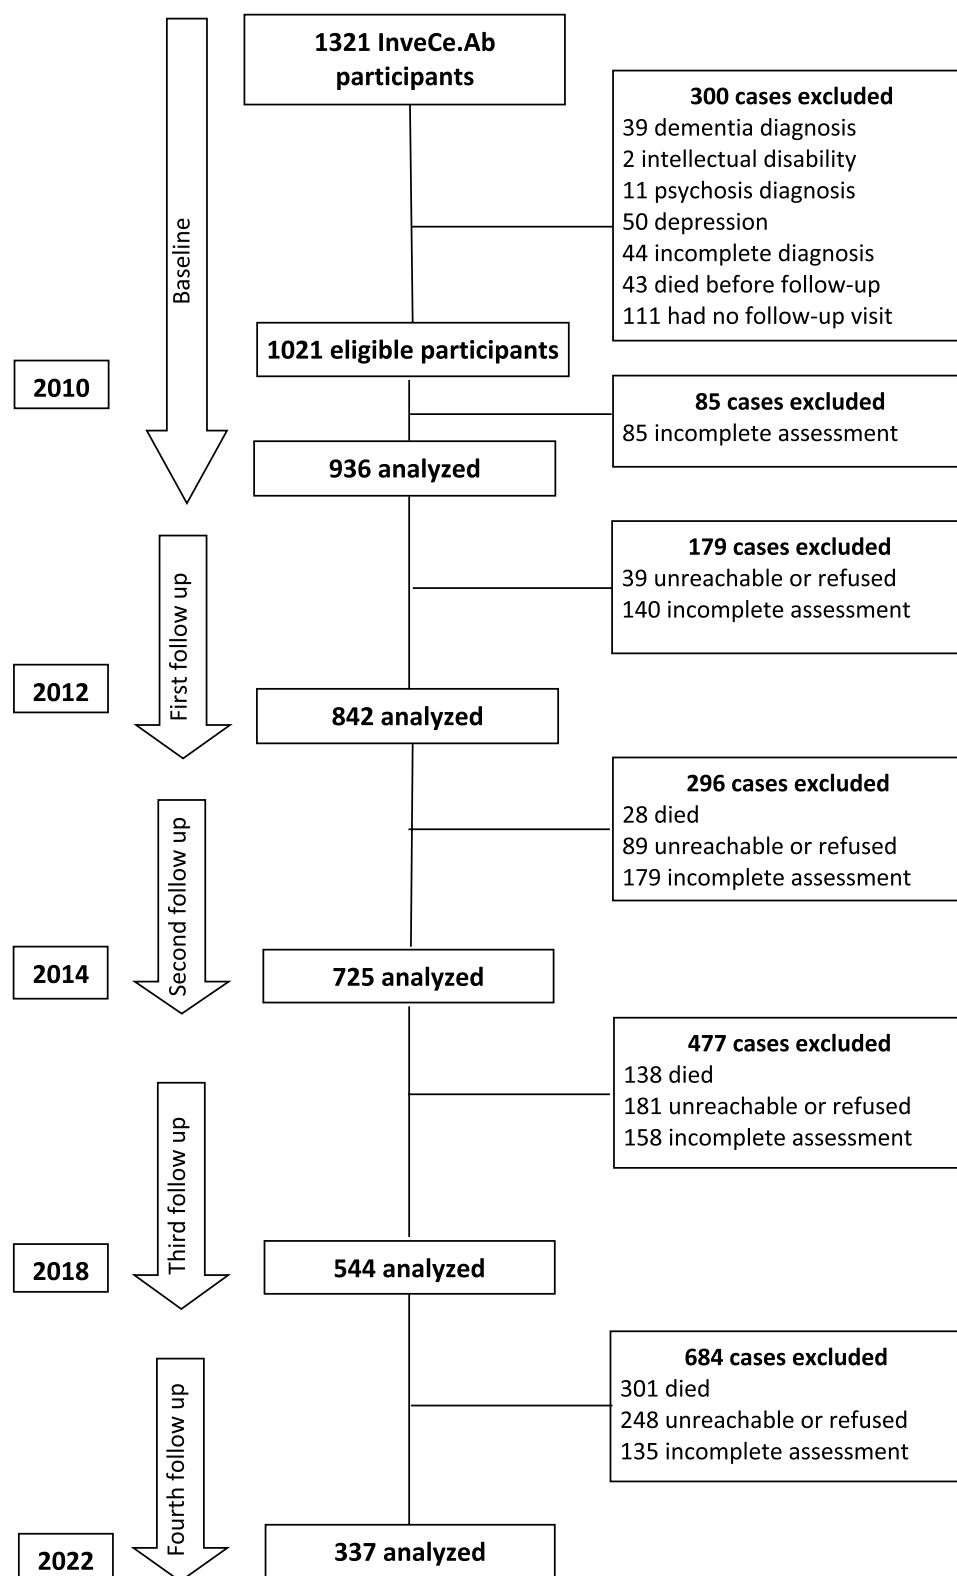 1321 InveCe.Ab
participants
300 cases excluded
39 dementia diagnosis
2 intellectual disability
11 psychosis diagnosis
50 depression
44 incomplete diagnosis
43 died before follow-up
111 had no follow-up visit
Baseline
1021 eligible participants
2010
85 cases excluded
85 incomplete assessment
936 analyzed
179 cases excluded
39 unreachable or refused
140 incomplete assessment
First follow up
2012
842 analyzed
296 cases excluded
28 died
89 unreachable or refused
179 incomplete assessment
Second follow up
2014
725 analyzed
477 cases excluded
138 died
181 unreachable or refused
158 incomplete assessment
Third follow up
2018
544 analyzed
684 cases excluded
301 died
248 unreachable or refused
135 incomplete assessment
Fourth follow up
2022
337 analyzed